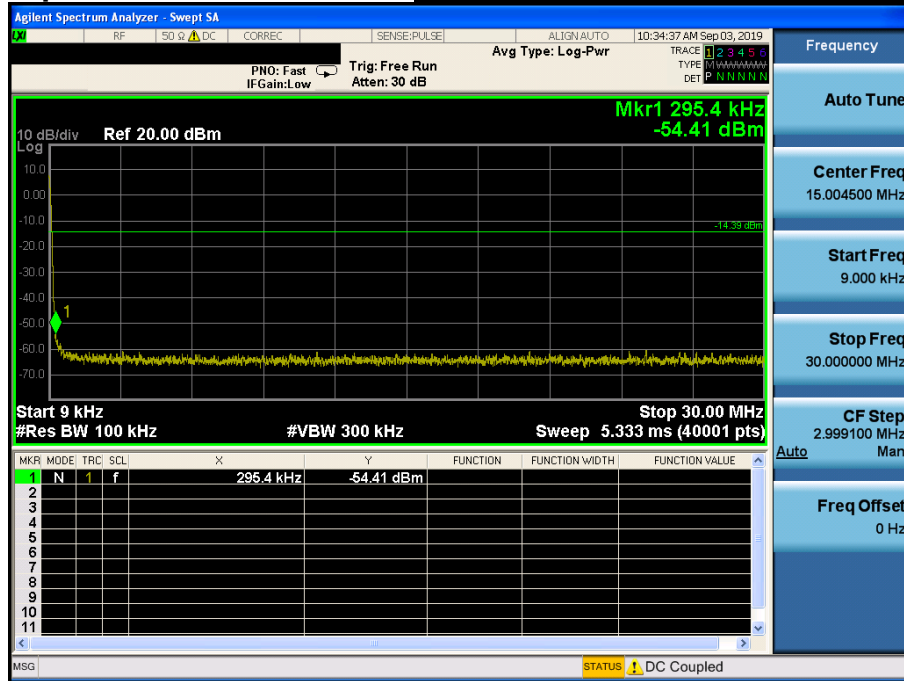 Agilent Spectrum Analyzer - Swept SA
LXI RF 50 Ω DC CORREC SENSE:PULSE ALIGN AUTO 10:34:37 AM Sep 03, 2019
Avg Type: Log-Pwr TRACE 1 2 3 4 5 6
PNO: Fast Trig: Free Run TYPE M WWWWW
IFGain:Low Atten: 30 dB DET P N N N N N
Frequency
Auto Tune
Center Freq
15.004500 MHz
Start Freq
9.000 kHz
Stop Freq
30.000000 MHz
CF Step
2.999100 MHz
Auto Man
Freq Offset
0 Hz
Mkr1 295.4 kHz
-54.41 dBm
10 dB/div Ref 20.00 dBm
Log
10.0
0.00
-10.0
-14.39 dBm
-20.0
-30.0
-40.0
1
-50.0
-60.0
-70.0
Start 9 kHz Stop 30.00 MHz
#Res BW 100 kHz #VBW 300 kHz Sweep 5.333 ms (40001 pts)
MKR MODE TRC SCL X Y FUNCTION FUNCTION WIDTH FUNCTION VALUE
1 N 1 f 295.4 kHz -54.41 dBm
2
3
4
5
6
7
8
9
10
11
MSG STATUS DC Coupled